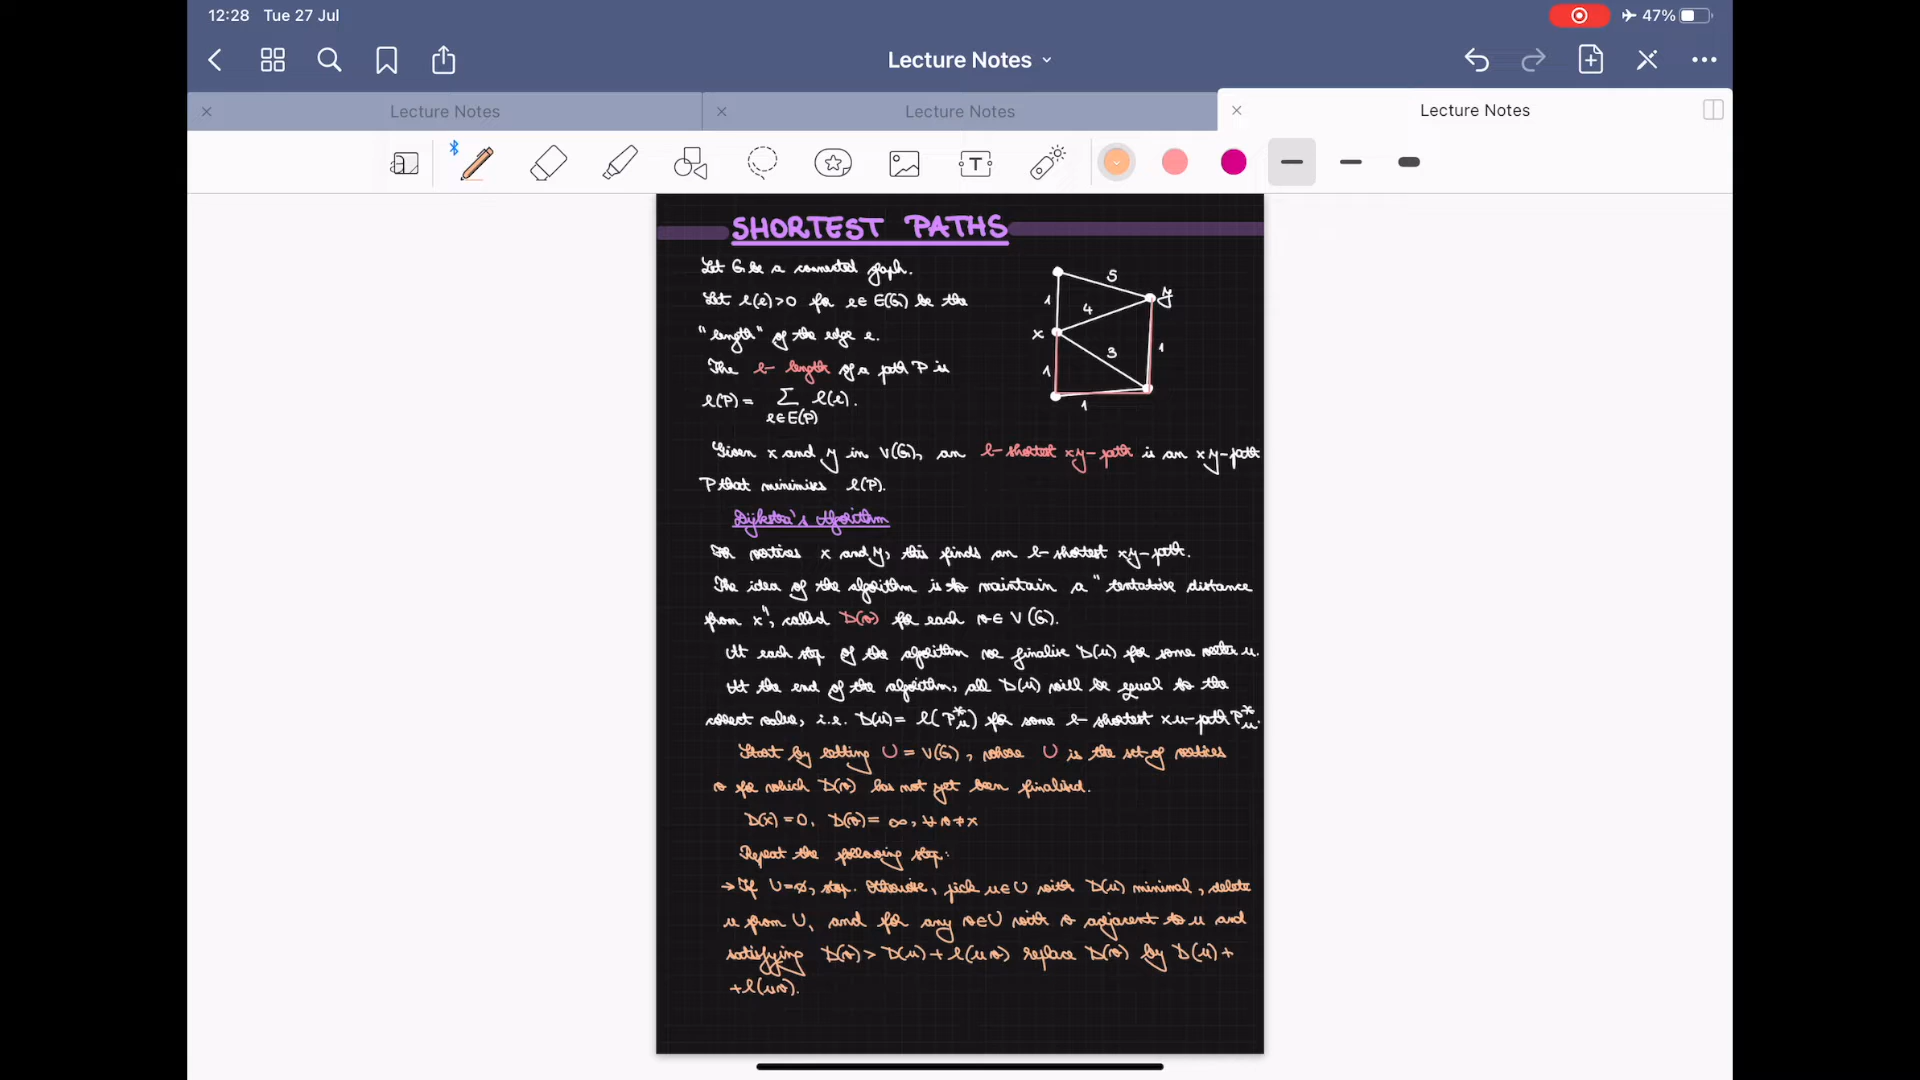 12:28 Tue 27 Jul
47%
Lecture Notes
Lecture Notes
Lecture Notes
Lecture Notes
SHORTEST PATHS
Let G be a connected graph.
Let l(e)>0 for e∈E(G) be the
"length" of the edge e.
The l-length of a path P is
l(P) = Σ l(e).
e∈E(P)
5
y
1
4
x
3
1
1
1
Given x and y in V(G), an l-shortest xy-path is an xy-path
P that minimises l(P).
Dijkstra's Algorithm
For vertices x and y, this finds an l-shortest xy-path.
The idea of the algorithm is to maintain a "tentative distance
from x", called D(v) for each v∈V(G).
At each step of the algorithm we finalise D(u) for some vertex u.
At the end of the algorithm, all D(u) will be equal to the
correct value, i.e. D(u) = l(P*u) for some l-shortest xu-path P*u.
Start by setting U = V(G), where U is the set of vertices
v for which D(v) has not yet been finalised.
D(x) = 0, D(v) = ∞, ∀ v ≠ x
Repeat the following step:
→ If U=∅, stop. Otherwise, pick u∈U with D(u) minimal, delete
u from U, and for any v∈U with v adjacent to u and
satisfying D(v) > D(u) + l(uv) replace D(v) by D(u) +
+ l(uv).